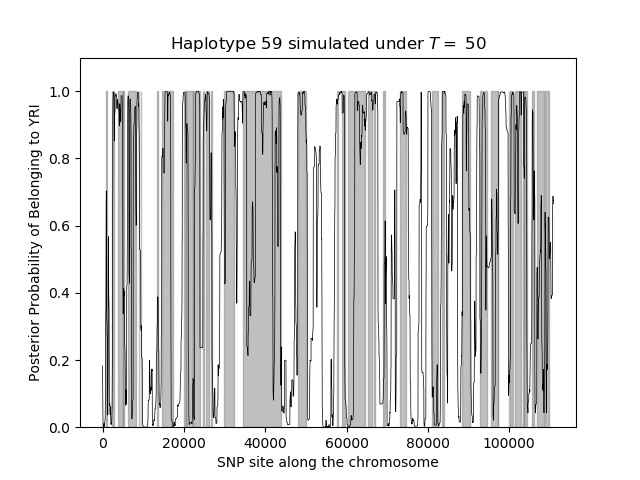 Haplotype 59 simulated under T = 50
Posterior Probability of Belonging to YRI
1.0
0.8
0.6
0.4
0.2
0.0
0 20000 40000 60000 80000 100000
SNP site along the chromosome